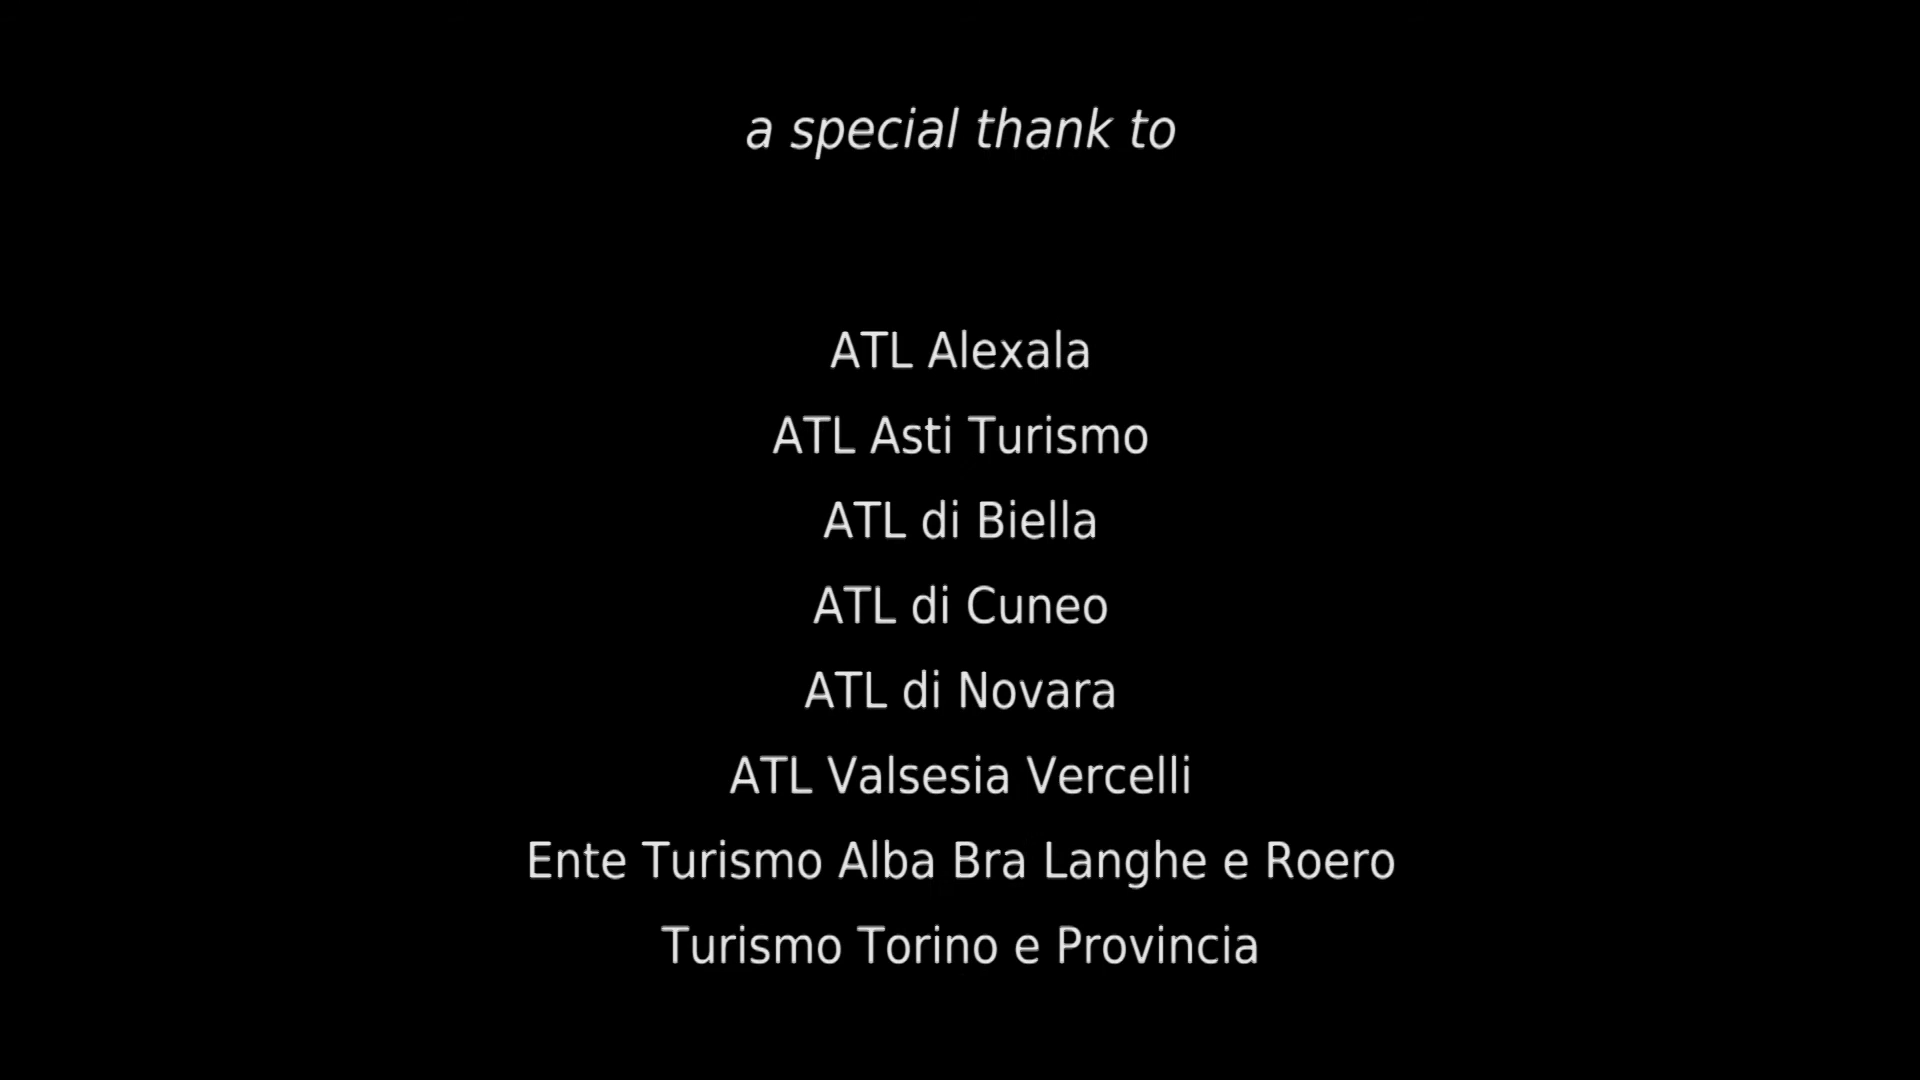 a special thank to
ATL Alexala
ATL Asti Turismo
ATL di Biella
ATL di Cuneo
ATL di Novara
ATL Valsesia Vercelli
Ente Turismo Alba Bra Langhe e Roero
Turismo Torino e Provincia